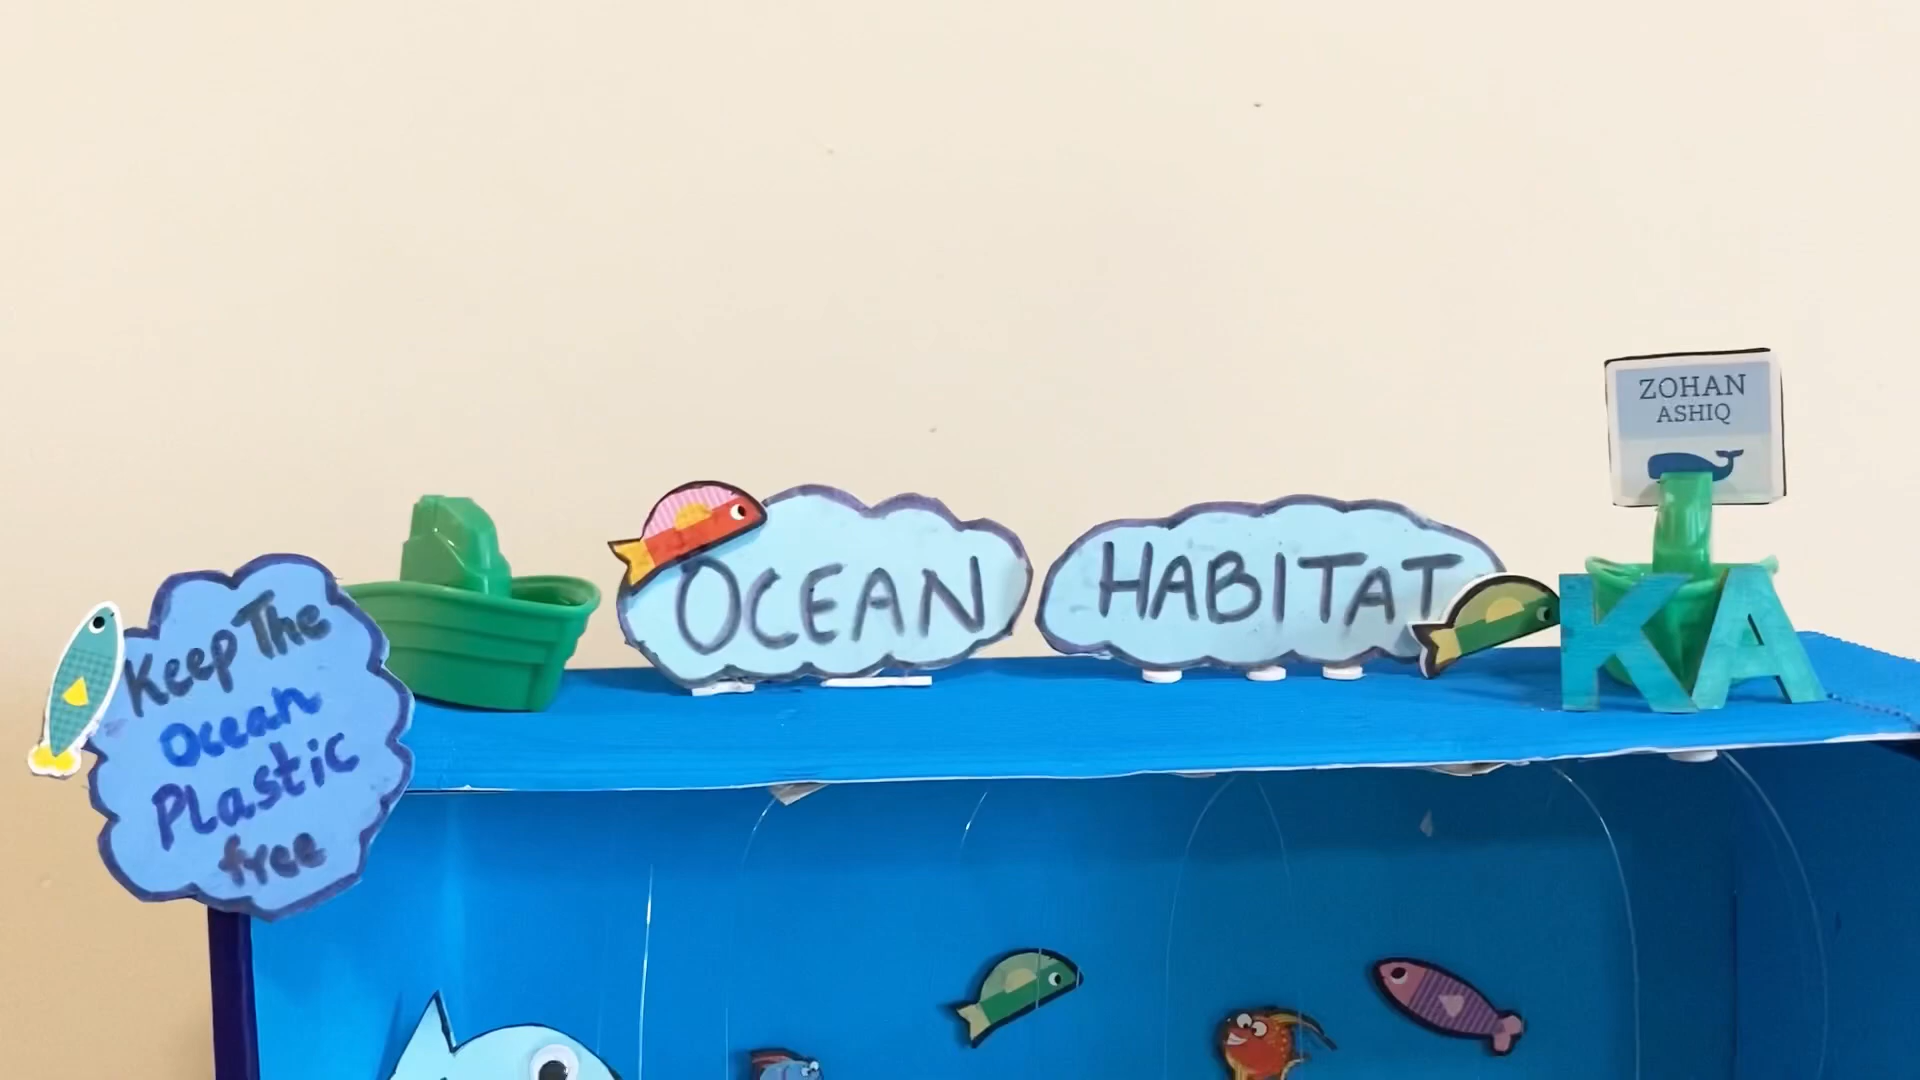 Keep The
Ocean
Plastic
free
OCEAN
HABITAT
ZOHAN
ASHIQ
KA